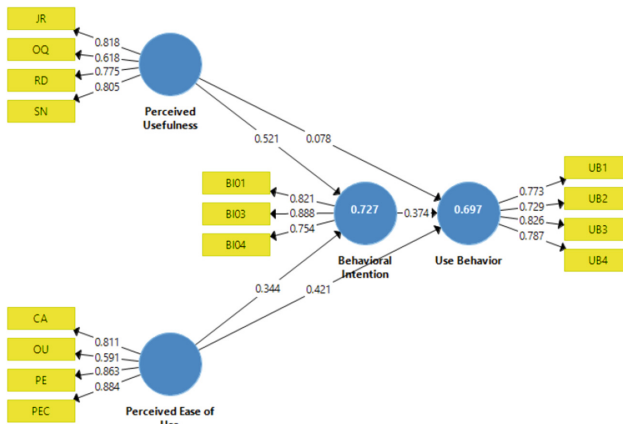 JR
0.818
OQ
0.618
RD
0.775
SN
0.805
Perceived
Usefulness
0.521
0.078
BI01
0.821
BI03
0.888
BI04
0.754
0.727
0.374
0.697
Behavioral
Intention
Use Behavior
UB1
0.773
UB2
0.729
UB3
0.826
UB4
0.787
0.344
0.421
CA
0.811
OU
0.591
PE
0.863
PEC
0.884
Perceived Ease of